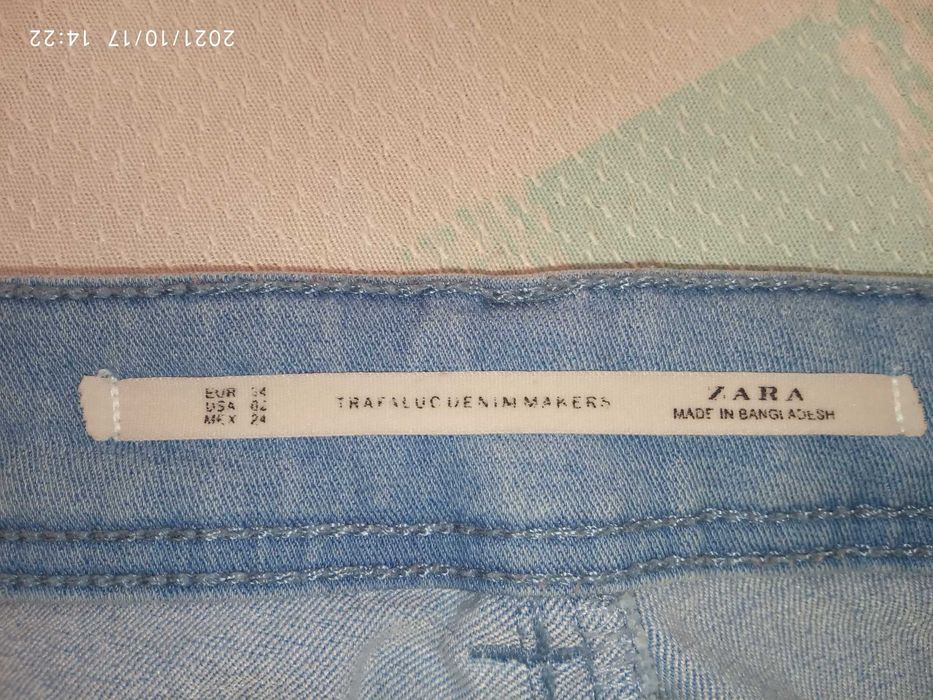 2021/10/17 14:22
EUR 34
USA 02
MEX 24
TRAFALUC DENIM MAKERS
ZARA
MADE IN BANGLADESH